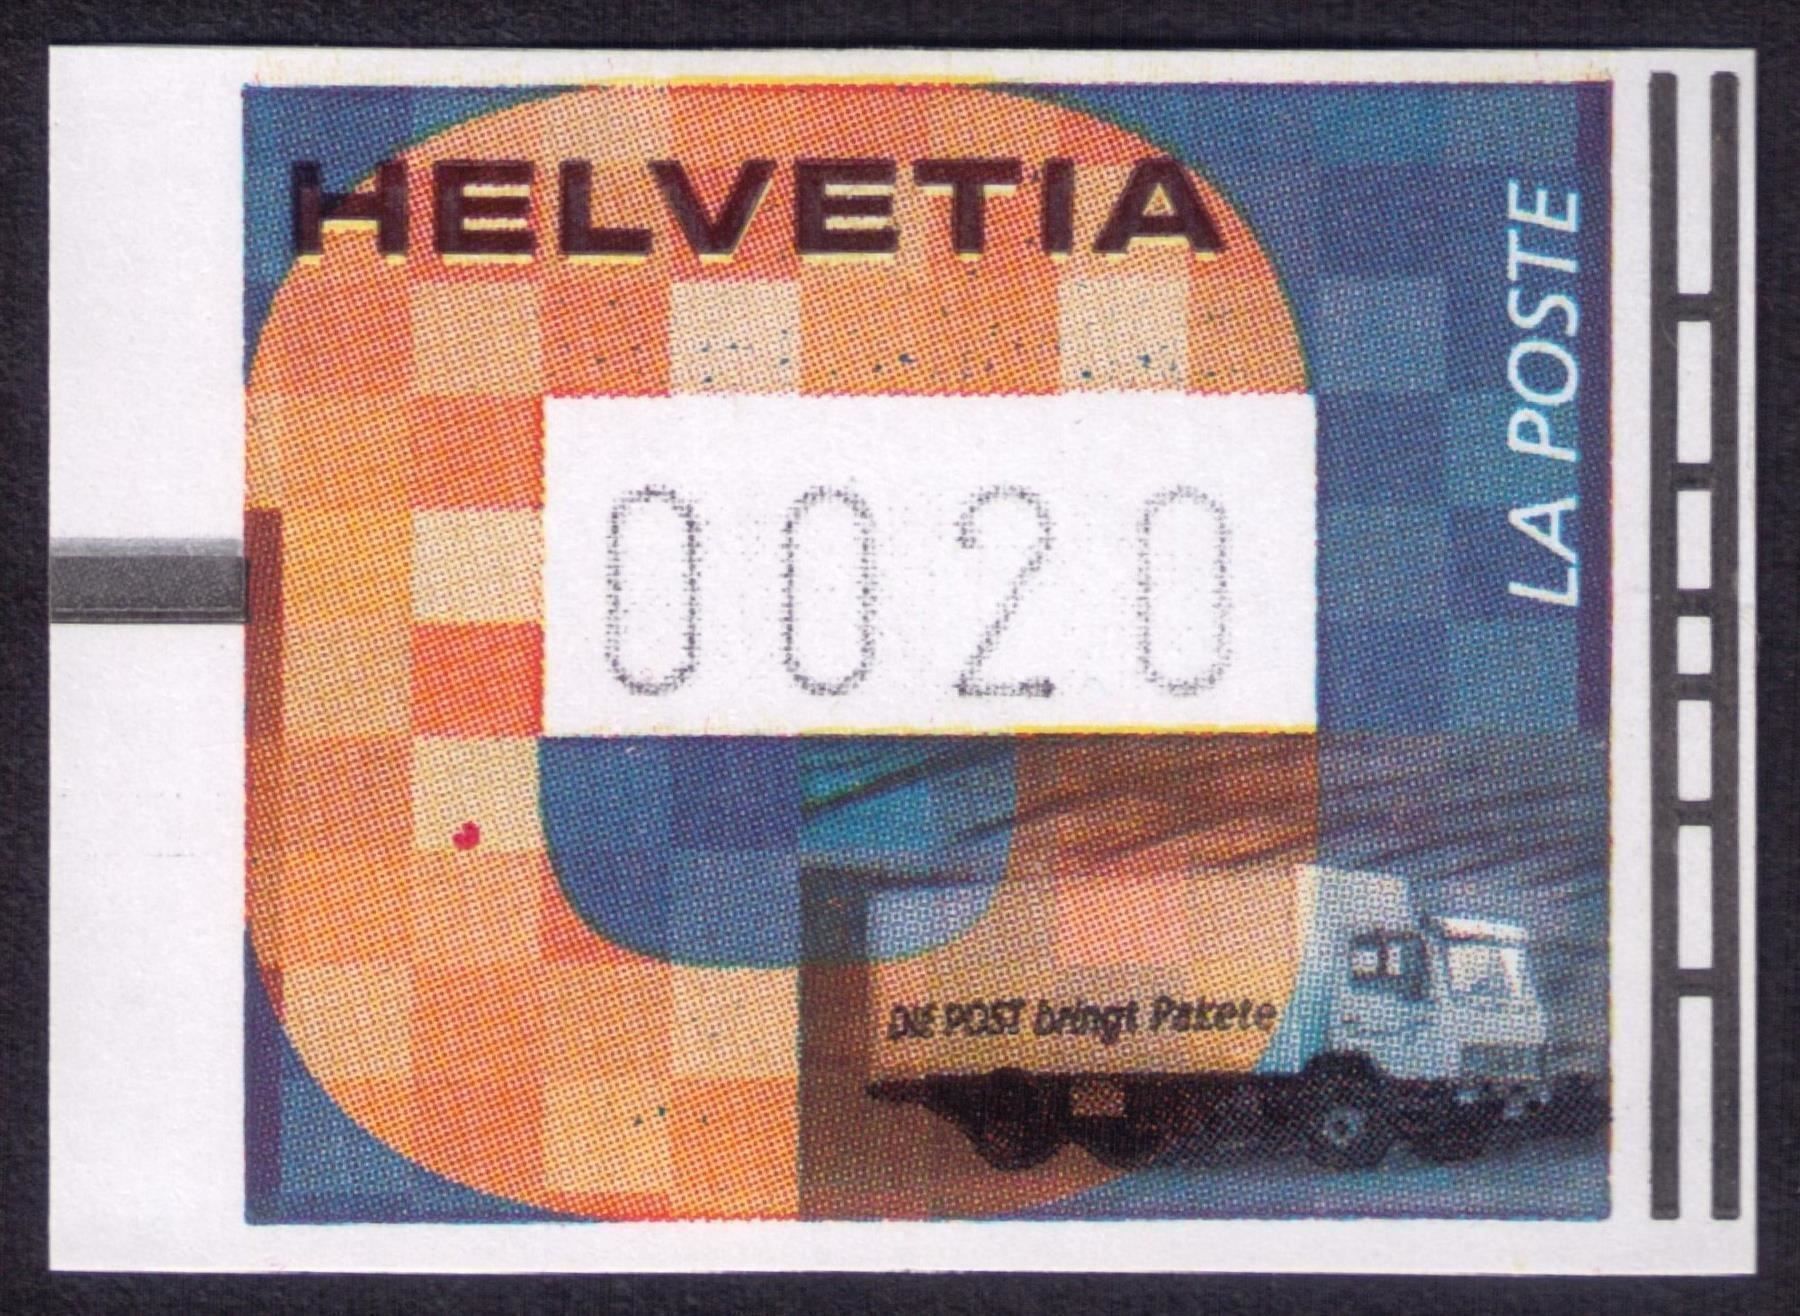 HELVETIA
LA POSTE
0020
DIE POST bringt Pakete